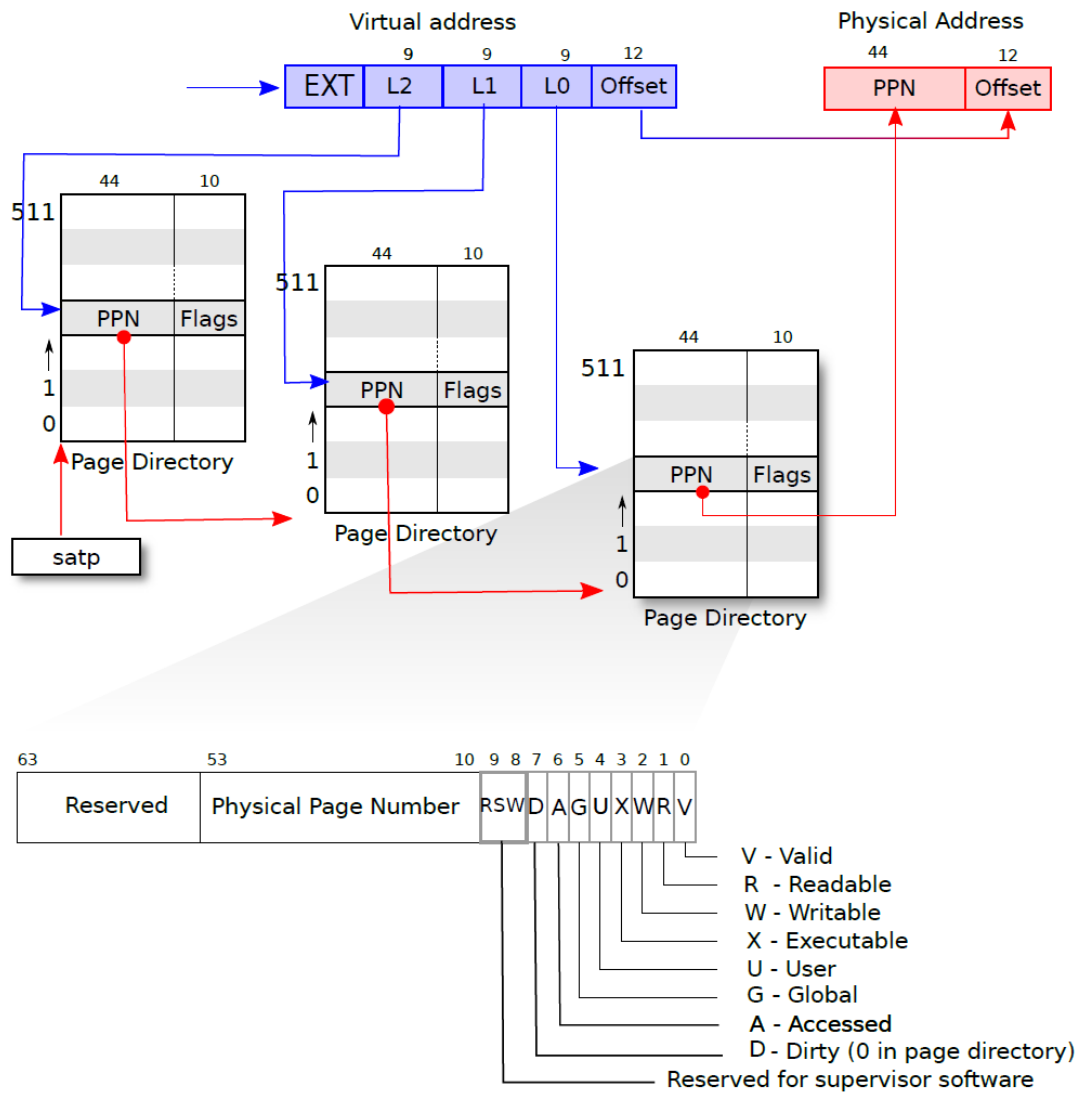 Virtual address
Physical Address
9 9 9 12
44 12
EXT L2 L1 L0 Offset
PPN Offset
44 10
511
PPN Flags
1
0
Page Directory
satp
44 10
511
PPN Flags
1
0
Page Directory
44 10
511
PPN Flags
1
0
Page Directory
63 53 10 9 8 7 6 5 4 3 2 1 0
Reserved Physical Page Number RSW D A G U X W R V
V - Valid
R - Readable
W - Writable
X - Executable
U - User
G - Global
A - Accessed
D - Dirty (0 in page directory)
Reserved for supervisor software